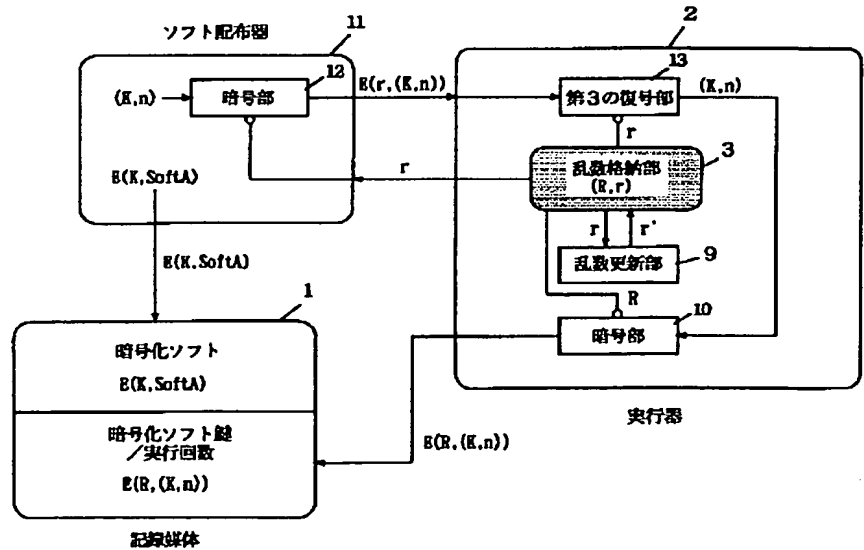 ソフト配布器
11
12
(K,n)
暗号部
E(r,(K,n))
E(K,SoftA)
r
E(K,SoftA)
2
13
第3の復号部
(K,n)
r
3
乱数格納部
(R,r)
r
r'
9
乱数更新部
R
10
暗号部
実行器
1
暗号化ソフト
E(K,SoftA)
暗号化ソフト鍵
/実行回数
E(R,(K,n))
E(R,(K,n))
記録媒体